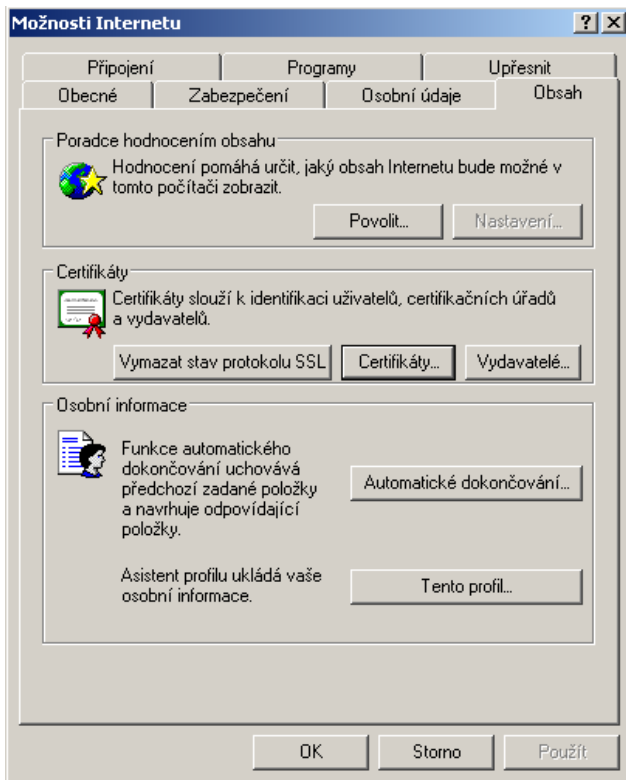 Možnosti Internetu
Připojení Programy Upřesnit
Obecné Zabezpečení Osobní údaje Obsah
Poradce hodnocením obsahu
Hodnocení pomáhá určit, jaký obsah Internetu bude možné v
tomto počítači zobrazit.
Povolit... Nastavení...
Certifikáty
Certifikáty slouží k identifikaci uživatelů, certifikačních úřadů
a vydavatelů.
Vymazat stav protokolu SSL Certifikáty... Vydavatelé...
Osobní informace
Funkce automatického
dokončování uchovává
předchozí zadané položky
a navrhuje odpovídající
položky.
Automatické dokončování...
Asistent profilu ukládá vaše
osobní informace.
Tento profil...
OK Storno Použít